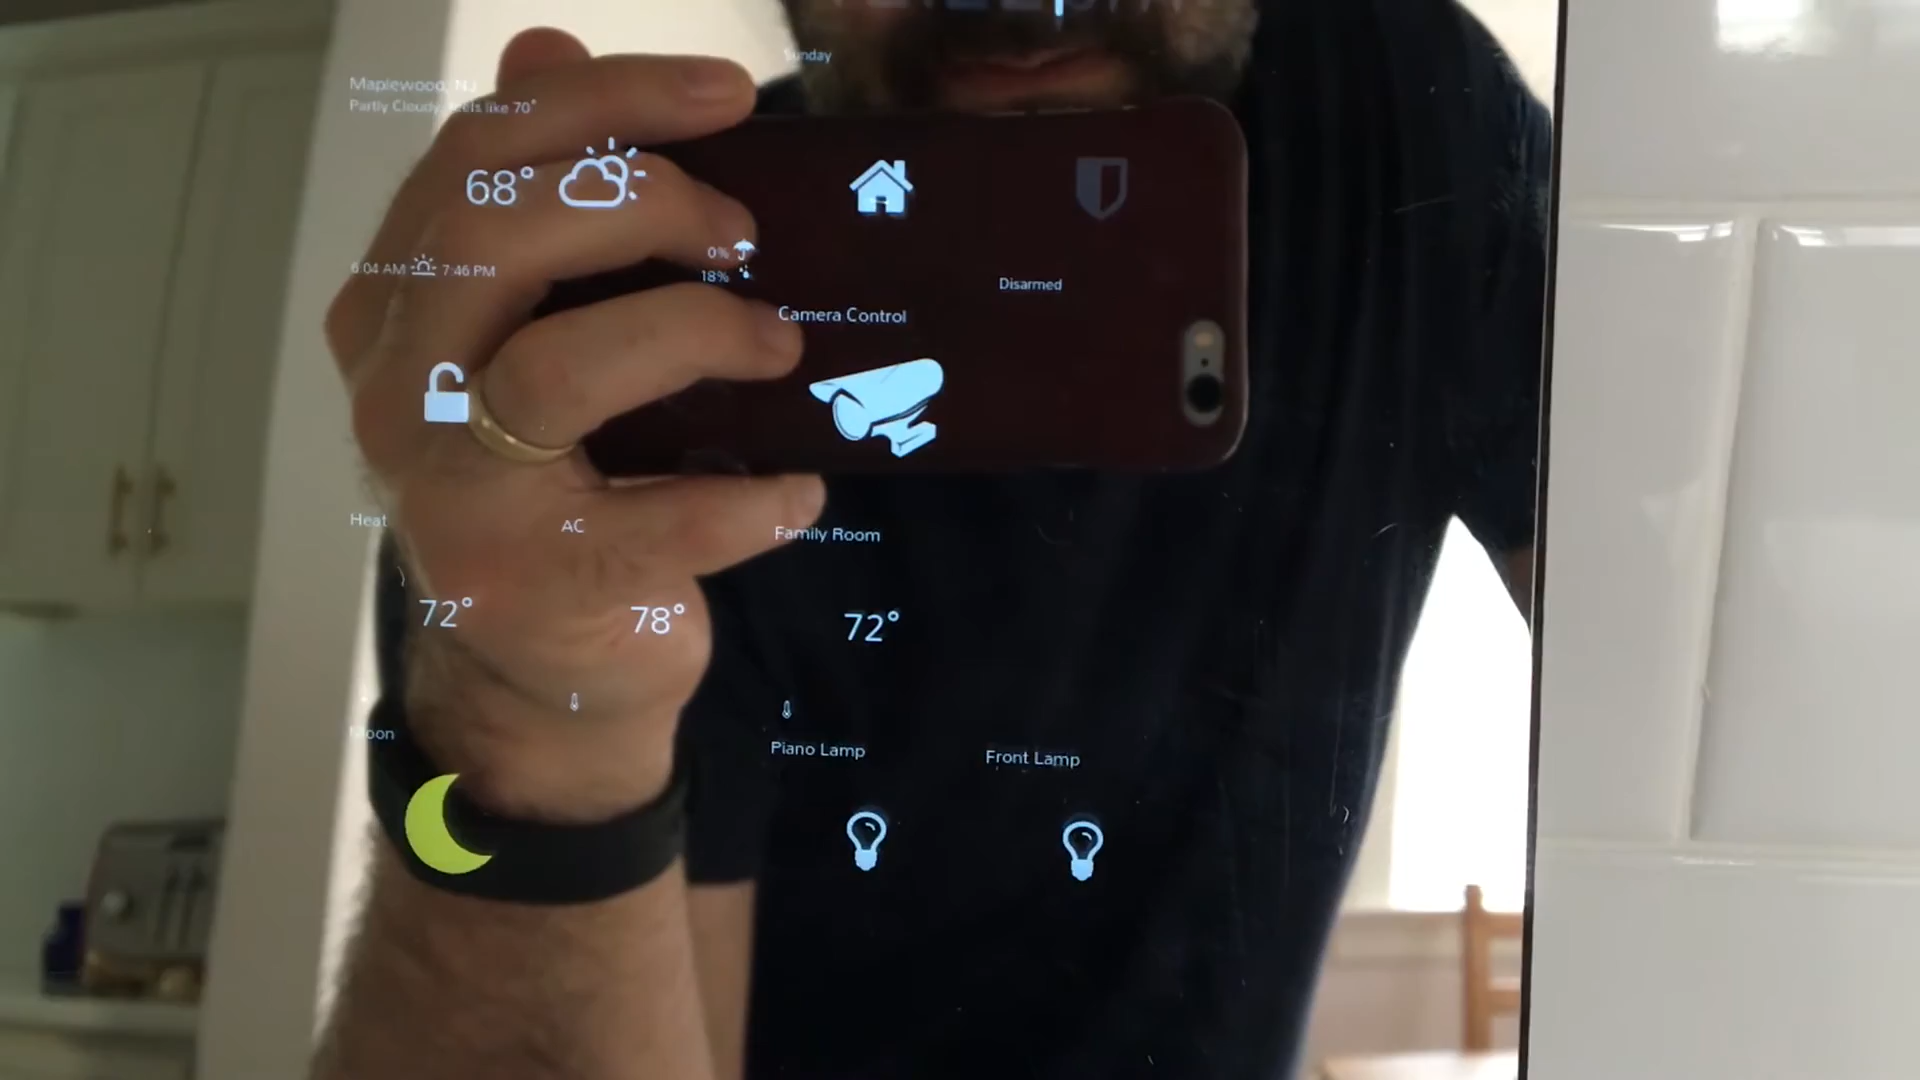 Sunday
Maplewood, NJ
Partly Cloudy, feels like 70°
68°
0%
18%
6:04 AM 7:46 PM
Disarmed
Camera Control
Heat
AC
Family Room
72°
78°
72°
Moon
Piano Lamp
Front Lamp